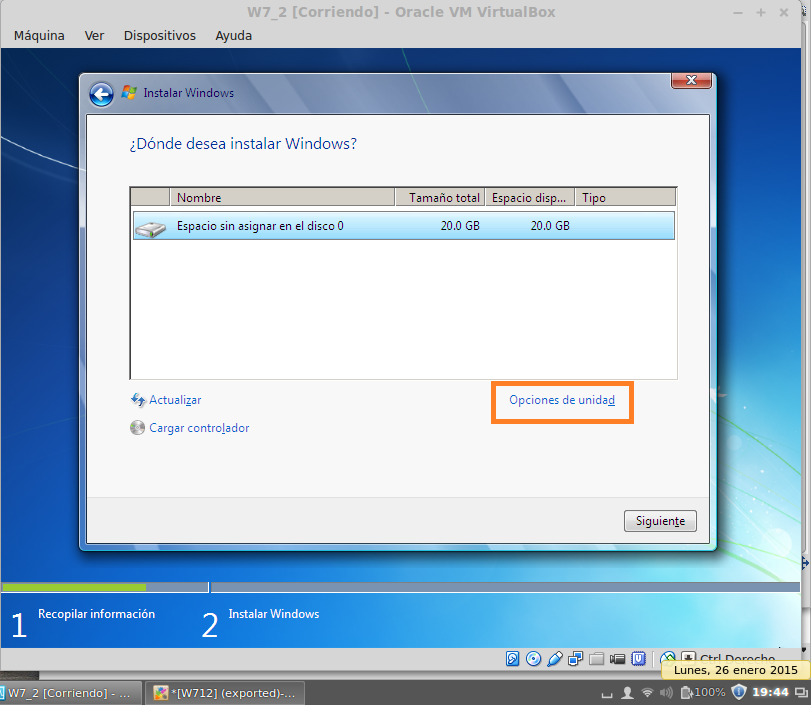 W7_2 [Corriendo] - Oracle VM VirtualBox
Máquina Ver Dispositivos Ayuda
Instalar Windows
¿Dónde desea instalar Windows?
Nombre Tamaño total Espacio disp... Tipo
Espacio sin asignar en el disco 0 20.0 GB 20.0 GB
Actualizar Opciones de unidad
Cargar controlador
Siguiente
1 Recopilar información 2 Instalar Windows
Ctrl Derecho
Lunes, 26 enero 2015
W7_2 [Corriendo] - ... *[W712] (exported)-... 100% 19:44